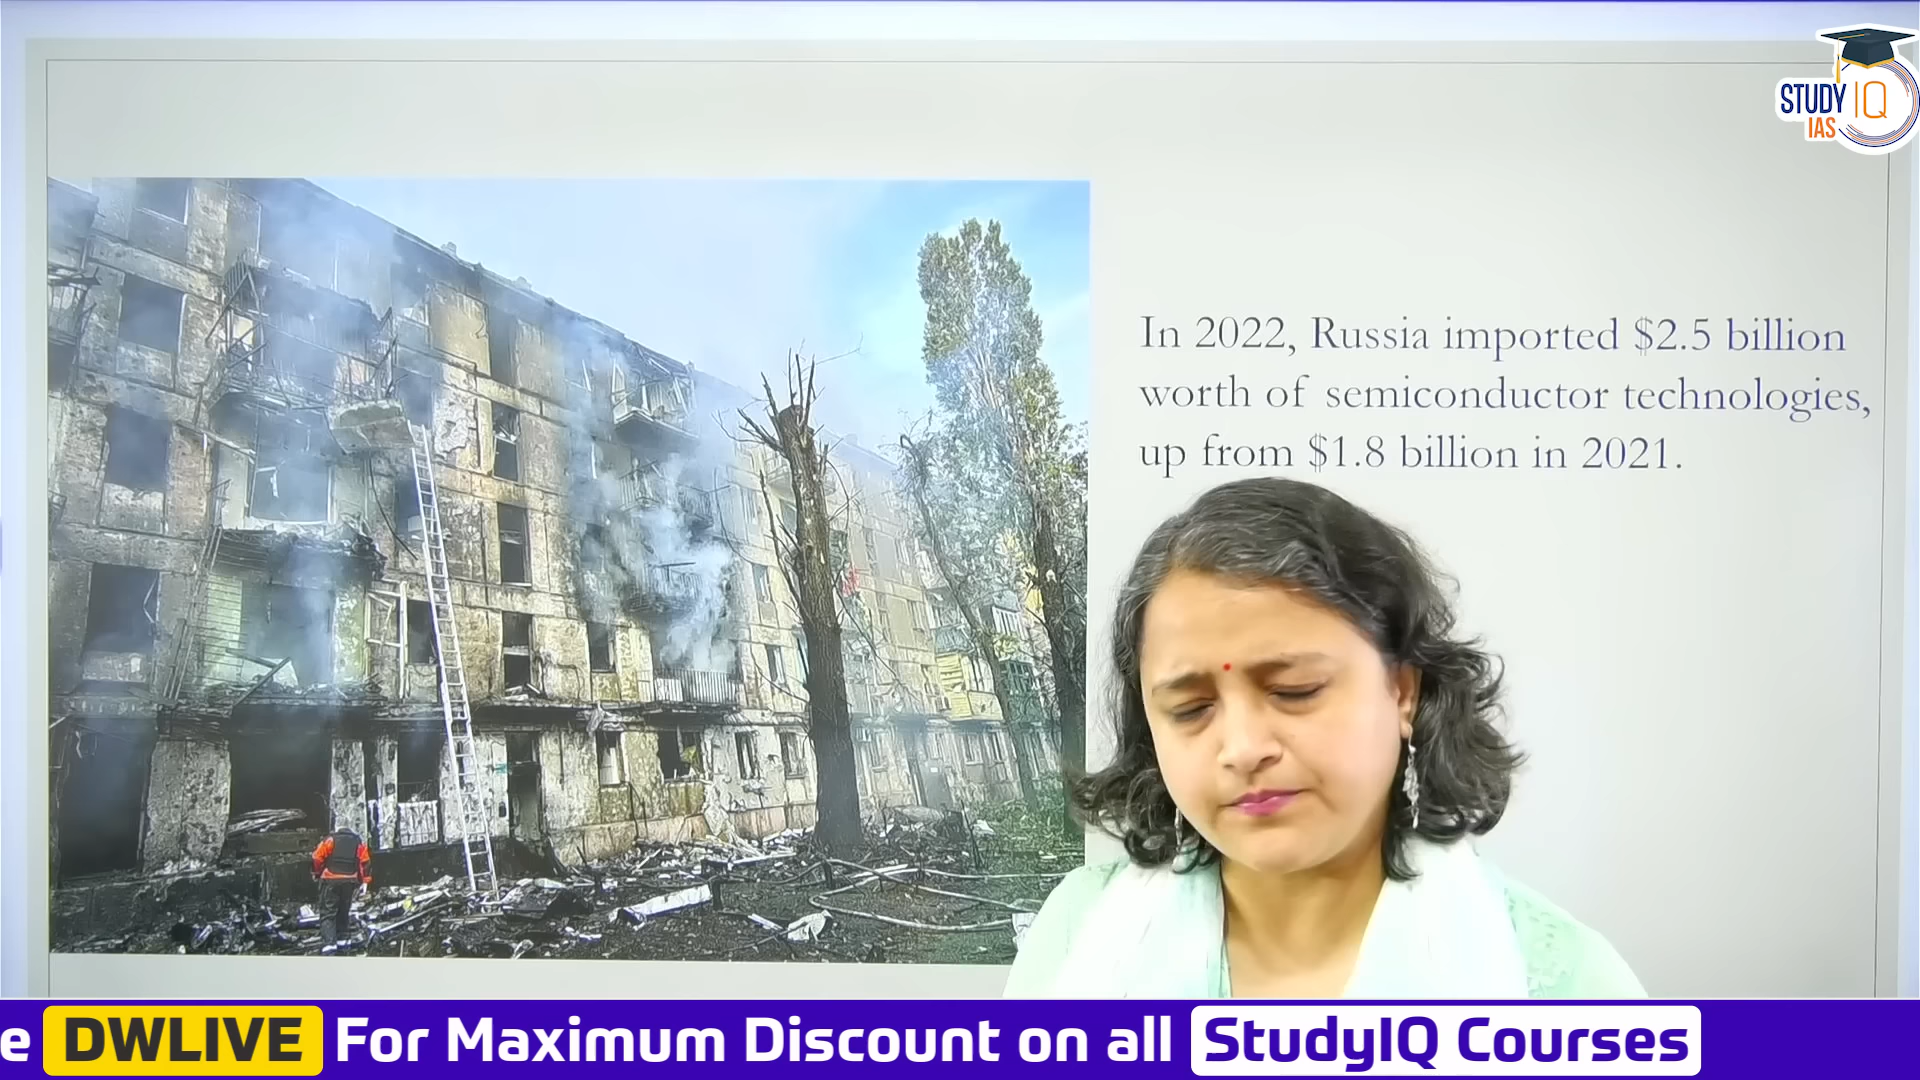 STUDY IQ
IAS
In 2022, Russia imported $2.5 billion
worth of semiconductor technologies,
up from $1.8 billion in 2021.
e DWLIVE For Maximum Discount on all StudyIQ Courses